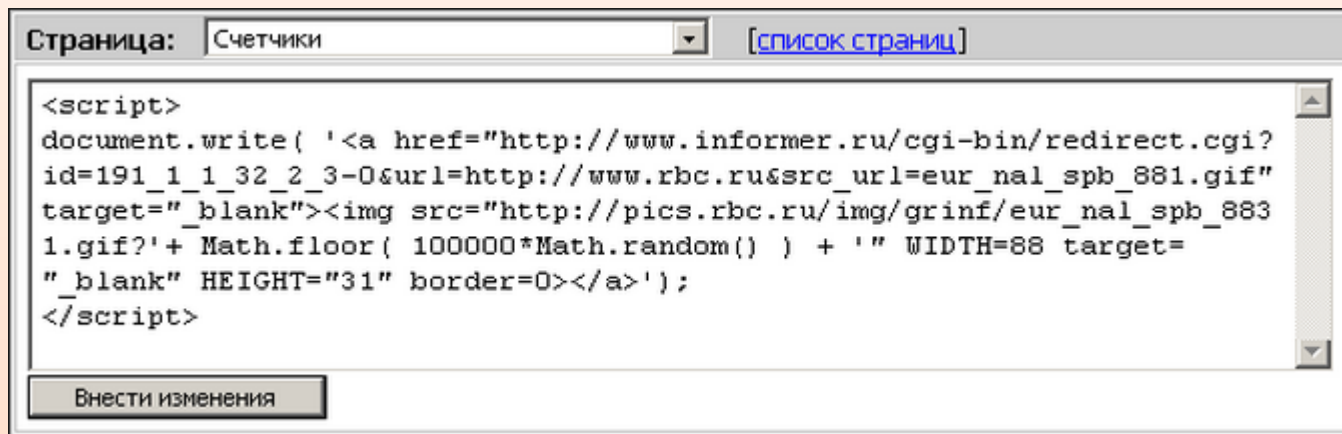 Страница: Счетчики [список страниц]
<script>
document.write( '<a href="http://www.informer.ru/cgi-bin/redirect.cgi?
id=191_1_1_32_2_3-0&url=http://www.rbc.ru&src_url=eur_nal_spb_881.gif"
target="_blank"><img src="http://pics.rbc.ru/img/grinf/eur_nal_spb_883
1.gif?'+ Math.floor( 100000*Math.random() ) + '" WIDTH=88 target=
"_blank" HEIGHT="31" border=0></a>');
</script>
Внести изменения